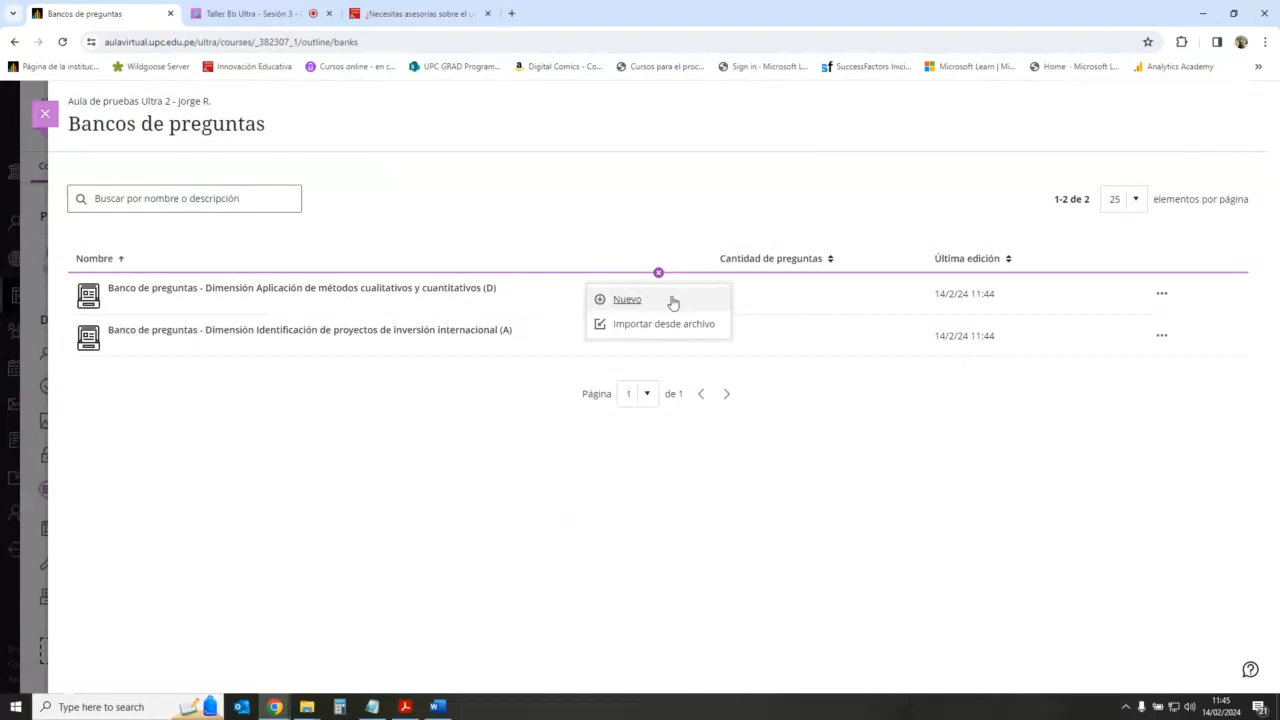 Bancos de preguntas
Taller Bb Ultra - Sesión 3 -
¿Necesitas asesorías sobre el
aulavirtual.upc.edu.pe/ultra/courses/_382307_1/outline/banks
Página de la instituc...
Wildgoose Server
Innovación Educativa
Cursos online - en c...
UPC GRAD Program...
Digital Comics - Co...
Cursos para el proc...
Sign in - Microsoft L...
SuccessFactors Inici...
Microsoft Learn | Mi...
Home - Microsoft L...
Analytics Academy
Aula de pruebas Ultra 2 - Jorge R.
Bancos de preguntas
Buscar por nombre o descripción
1-2 de 2
25
elementos por página
Nombre
Cantidad de preguntas
Última edición
Banco de preguntas - Dimensión Aplicación de métodos cualitativos y cuantitativos (D)
14/2/24 11:44
Nuevo
Importar desde archivo
Banco de preguntas - Dimensión Identificación de proyectos de inversión internacional (A)
14/2/24 11:44
Página
1
de 1
Type here to search
11:45
14/02/2024
21